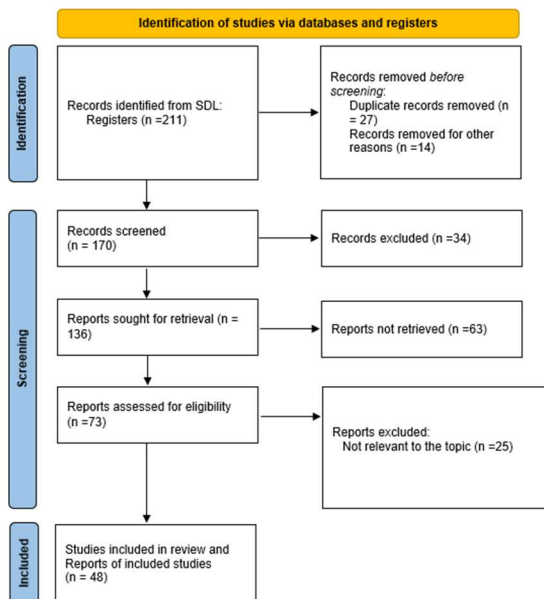 Identification of studies via databases and registers
Identification
Records identified from SDL:
Registers (n =211)
Records removed before
screening:
Duplicate records removed (n
= 27)
Records removed for other
reasons (n =14)
Screening
Records screened
(n = 170)
Records excluded (n =34)
Reports sought for retrieval (n =
136)
Reports not retrieved (n =63)
Reports assessed for eligibility
(n =73)
Reports excluded:
Not relevant to the topic (n =25)
Included
Studies included in review and
Reports of included studies
(n = 48)